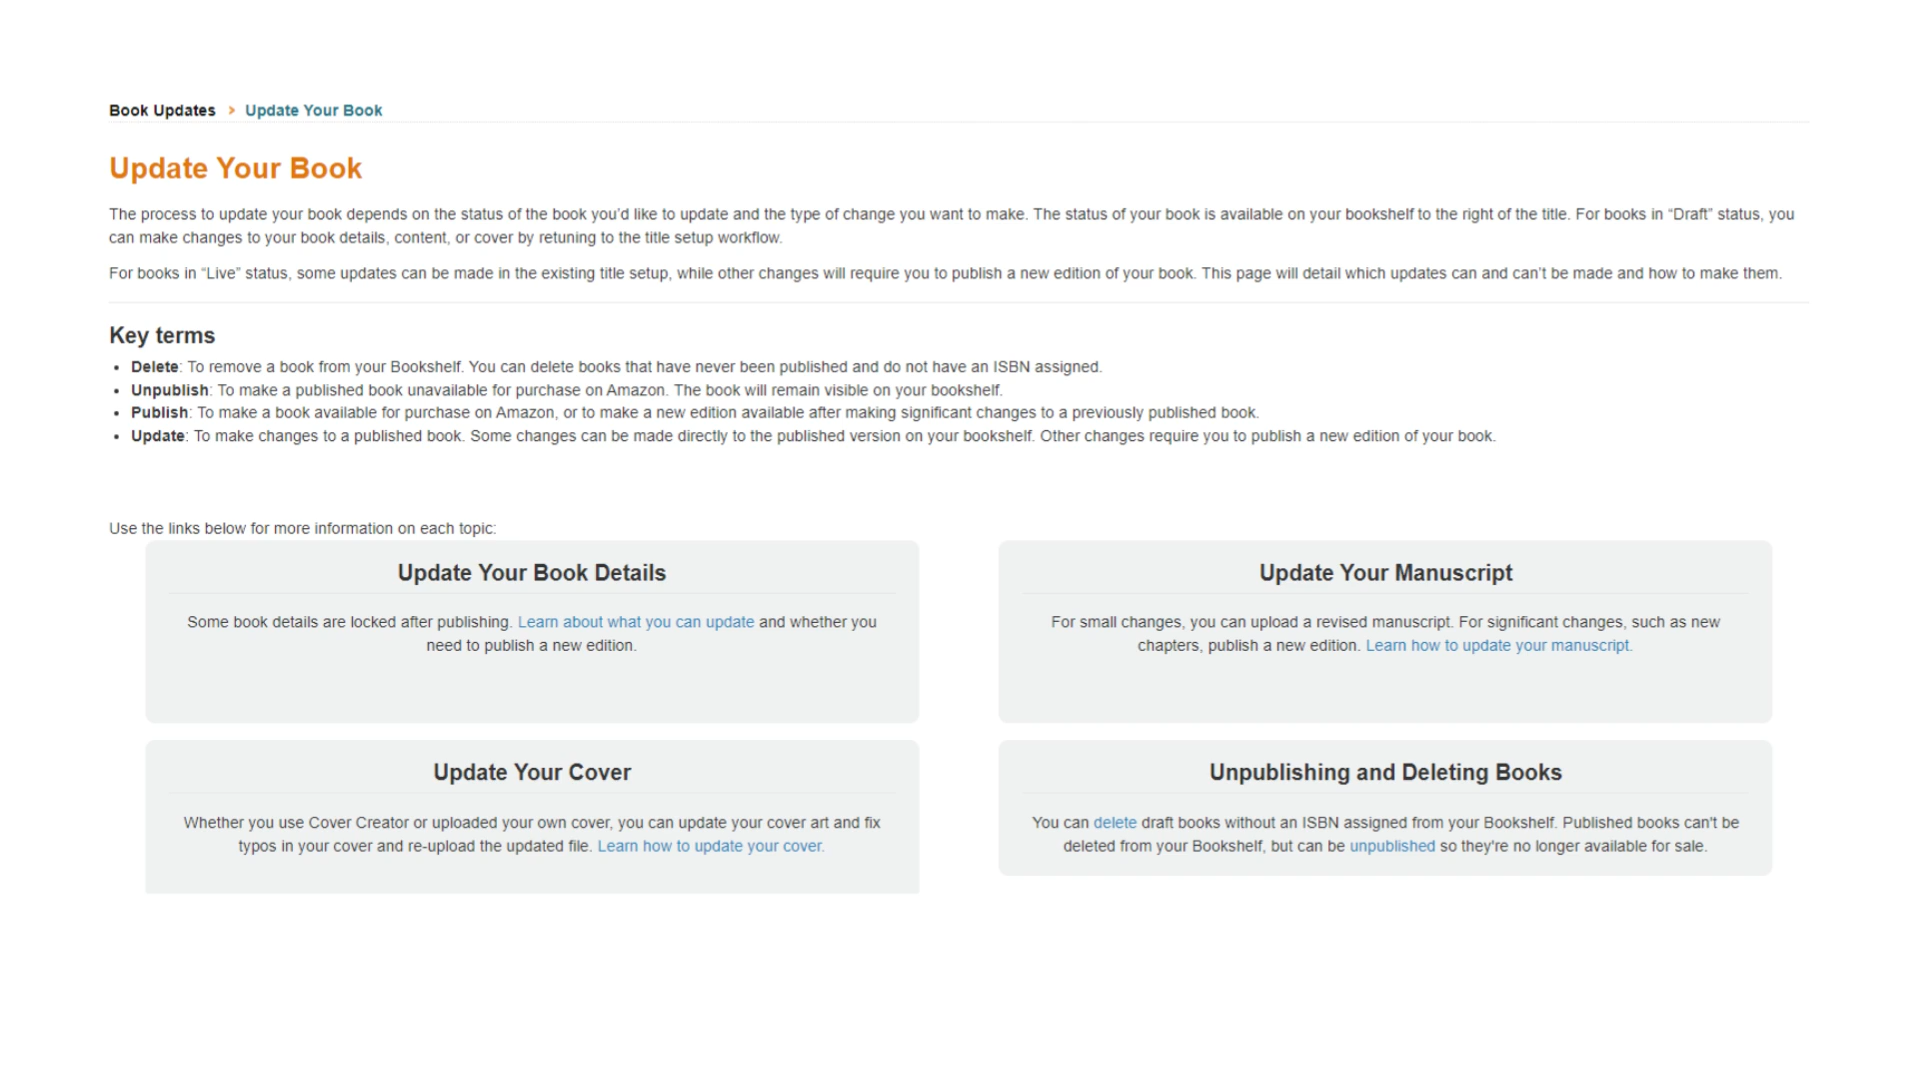 Book Updates > Update Your Book
Update Your Book
The process to update your book depends on the status of the book you’d like to update and the type of change you want to make. The status of your book is available on your bookshelf to the right of the title. For books in “Draft” status, you
can make changes to your book details, content, or cover by retuning to the title setup workflow.
For books in “Live” status, some updates can be made in the existing title setup, while other changes will require you to publish a new edition of your book. This page will detail which updates can and can’t be made and how to make them.
Key terms
• Delete: To remove a book from your Bookshelf. You can delete books that have never been published and do not have an ISBN assigned.
• Unpublish: To make a published book unavailable for purchase on Amazon. The book will remain visible on your bookshelf.
• Publish: To make a book available for purchase on Amazon, or to make a new edition available after making significant changes to a previously published book.
• Update: To make changes to a published book. Some changes can be made directly to the published version on your bookshelf. Other changes require you to publish a new edition of your book.
Use the links below for more information on each topic:
Update Your Book Details
Some book details are locked after publishing. Learn about what you can update and whether you
need to publish a new edition.
Update Your Manuscript
For small changes, you can upload a revised manuscript. For significant changes, such as new
chapters, publish a new edition. Learn how to update your manuscript.
Update Your Cover
Whether you use Cover Creator or uploaded your own cover, you can update your cover art and fix
typos in your cover and re-upload the updated file. Learn how to update your cover.
Unpublishing and Deleting Books
You can delete draft books without an ISBN assigned from your Bookshelf. Published books can't be
deleted from your Bookshelf, but can be unpublished so they're no longer available for sale.